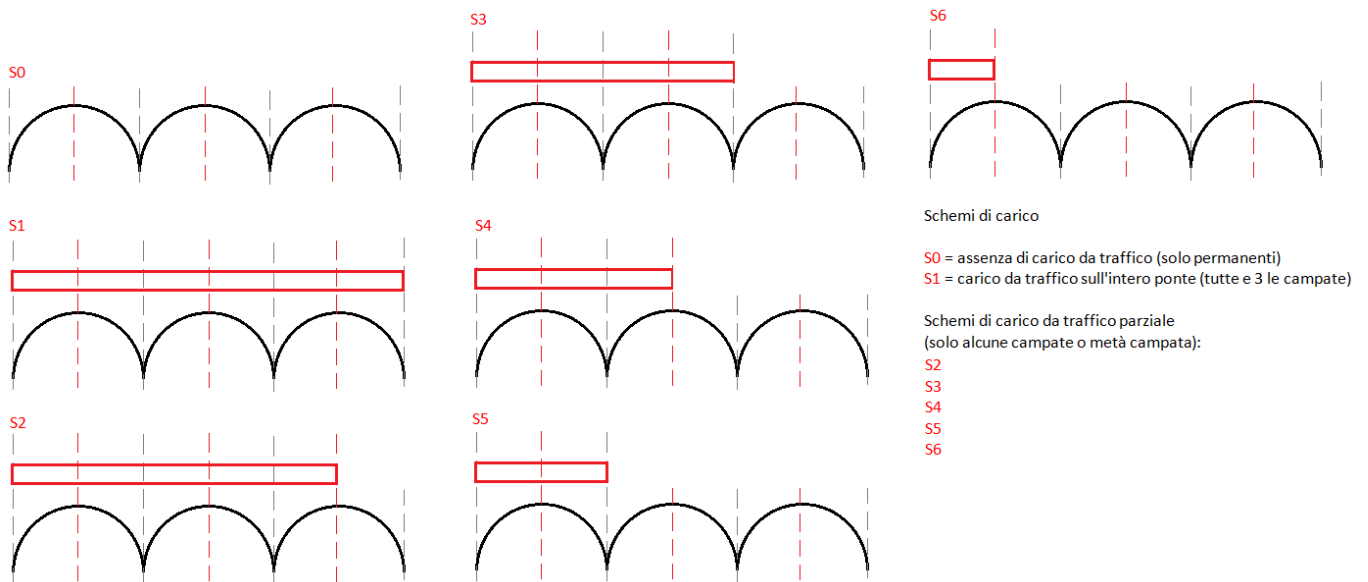 S0
S1
S2
S3
S4
S5
S6
Schemi di carico
S0 = assenza di carico da traffico (solo permanenti)
S1 = carico da traffico sull'intero ponte (tutte e 3 le campate)
Schemi di carico da traffico parziale
(solo alcune campate o metà campata):
S2
S3
S4
S5
S6